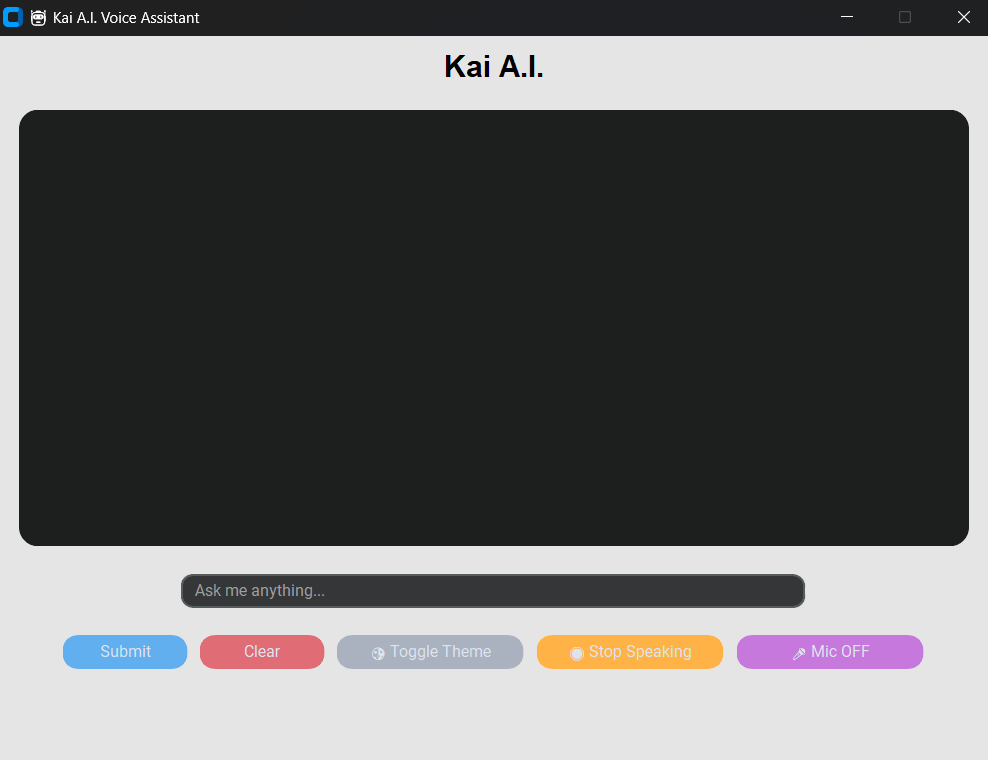 Kai A.I. Voice Assistant
Kai A.I.
Ask me anything...
Submit
Clear
Toggle Theme
Stop Speaking
Mic OFF